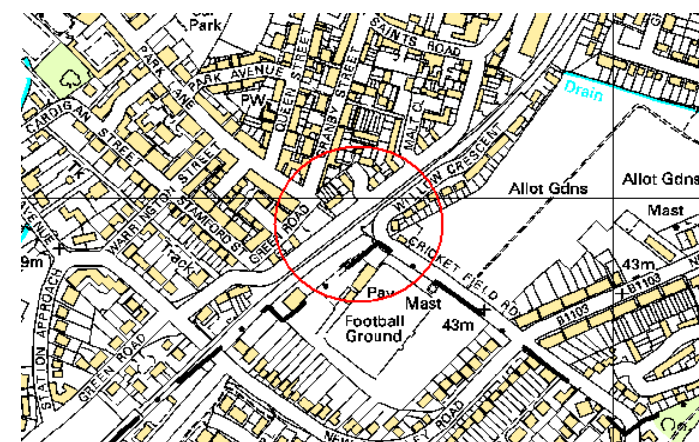 Park
SAINTS ROAD
QUEEN STREET
STREET
PARK AVENUE
PARK LANE
PW
MALT CL
Drain
CARDIGAN STREET
WILLOW CRESCENT
Allot Gdns
Allot Gdns
Tk
WARRINGTON STREET
STAMFORD ST
GREEN ROAD
Mast
AVENUE
Track
CRICKET FIELD RD
9m
43m
Pav
Mast
B1103
Football
Ground
43m
B1103
STATION APPROACH
GREEN ROAD
ROAD